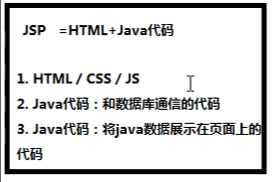 JSP =HTML+Java代码
1. HTML / CSS / JS
2. Java代码：和数据库通信的代码
3. Java代码：将java数据展示在页面上的
代码